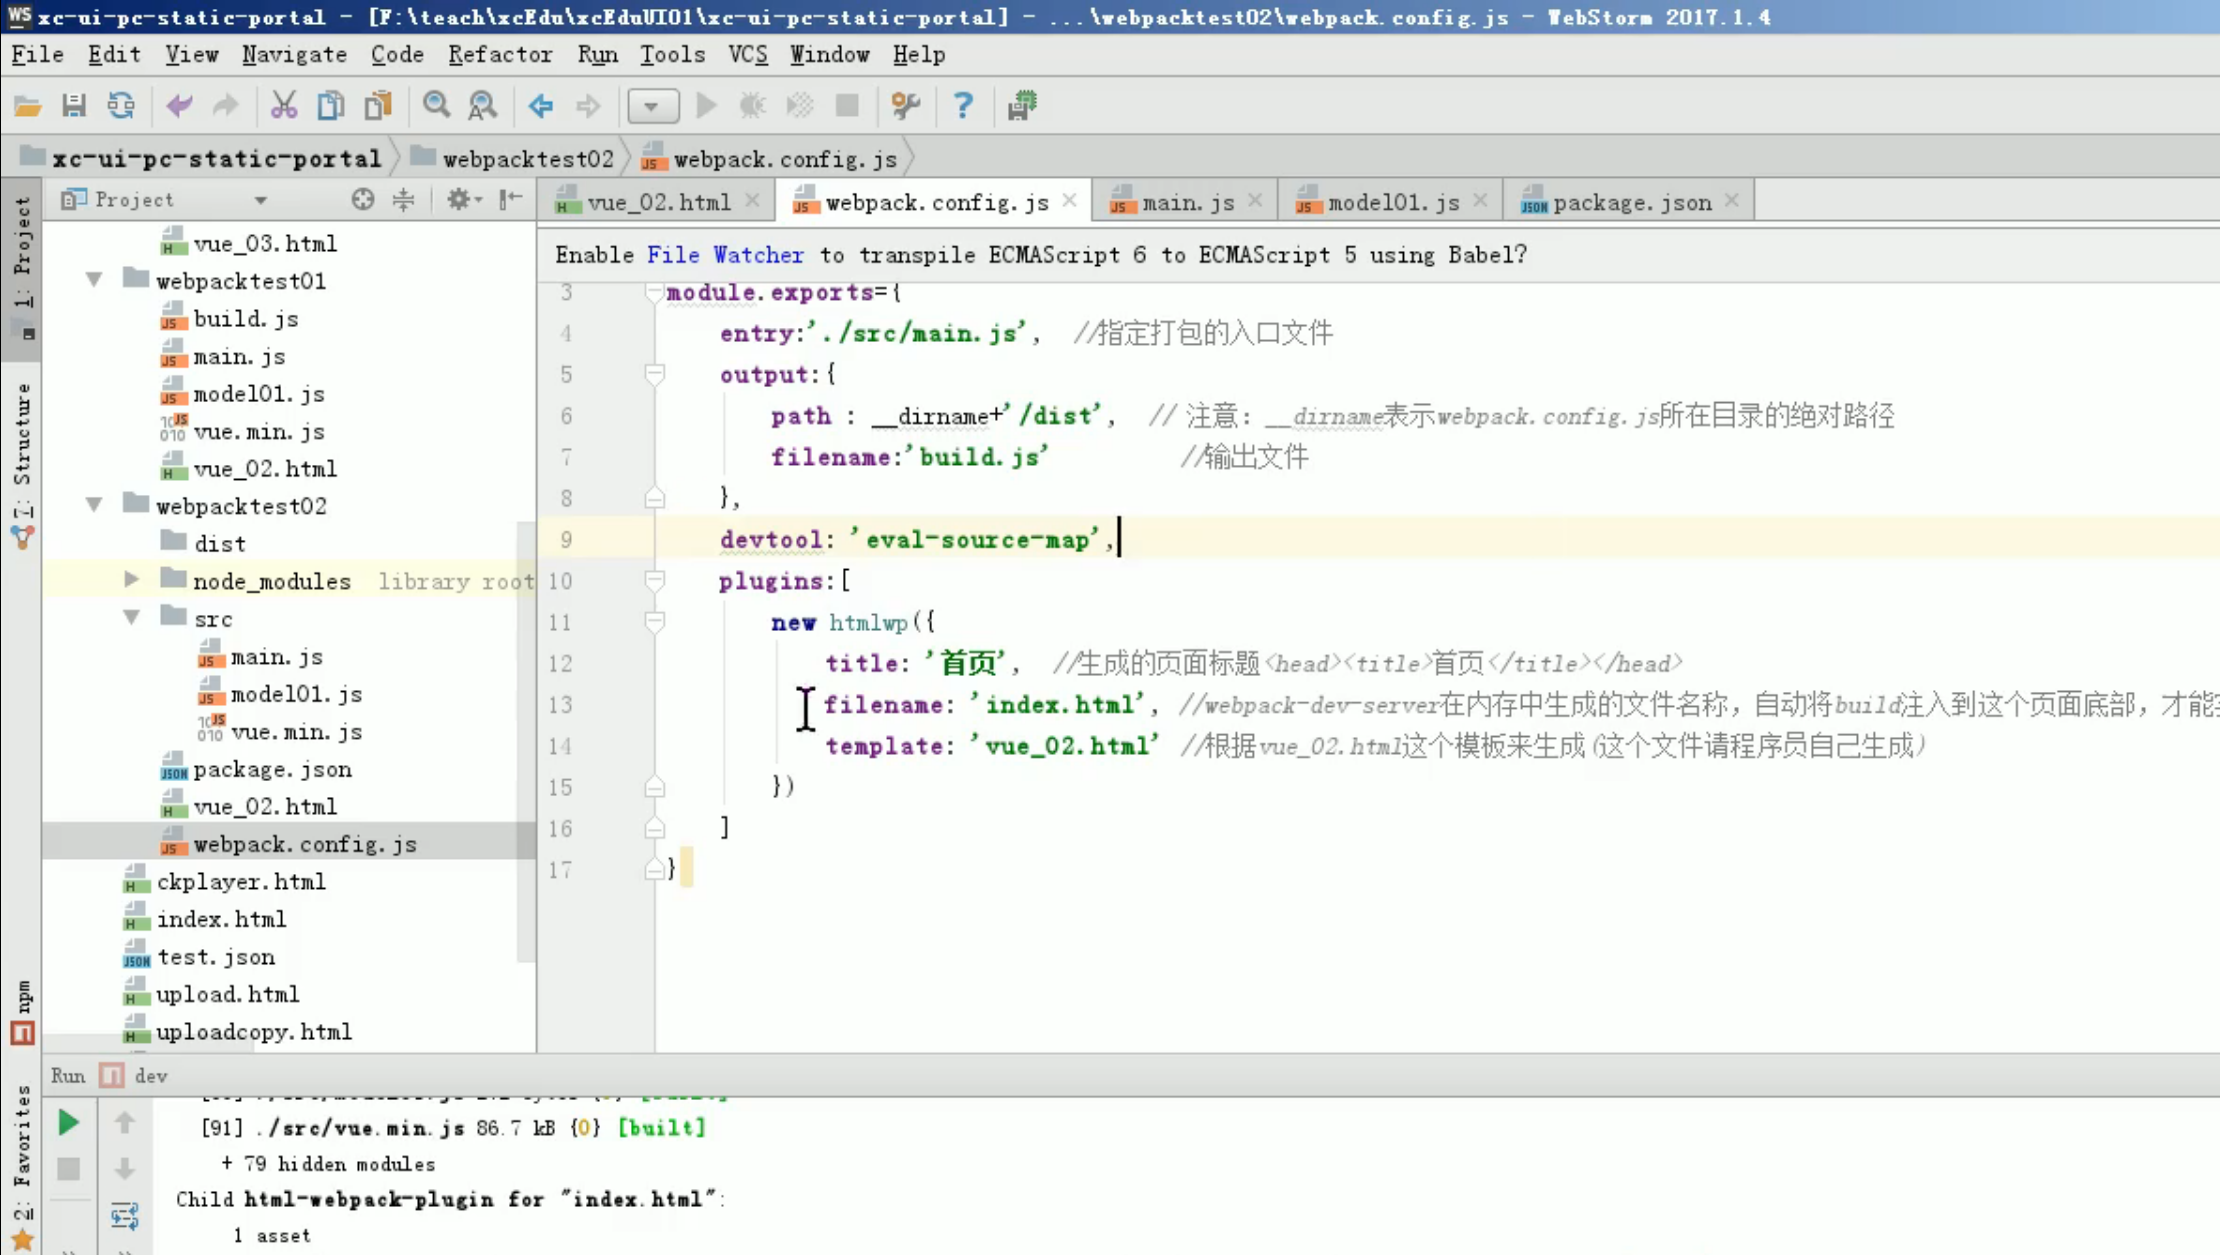 WS xc-ui-pc-static-portal - [F:\teach\xcEdu\xcEduUI01\xc-ui-pc-static-portal] - ...\webpacktest02\webpack.config.js - WebStorm 2017.1.4
File Edit View Navigate Code Refactor Run Tools VCS Window Help
xc-ui-pc-static-portal webpacktest02 webpack.config.js
Project
vue_02.html webpack.config.js main.js model01.js package.json
1: Project
7: Structure
npm
2: Favorites
vue_03.html
webpacktest01
build.js
main.js
model01.js
vue.min.js
vue_02.html
webpacktest02
dist
node_modules library root
src
main.js
model01.js
vue.min.js
package.json
vue_02.html
webpack.config.js
ckplayer.html
index.html
test.json
upload.html
uploadcopy.html
Enable File Watcher to transpile ECMAScript 6 to ECMAScript 5 using Babel?
3 module.exports={
4 entry:'./src/main.js', //指定打包的入口文件
5 output:{
6 path : __dirname+'/dist', // 注意：__dirname表示webpack.config.js所在目录的绝对路径
7 filename:'build.js' //输出文件
8 },
9 devtool: 'eval-source-map',
10 plugins:[
11 new htmlwp({
12 title: '首页', //生成的页面标题<head><title>首页</title></head>
13 filename: 'index.html', //webpack-dev-server在内存中生成的文件名称，自动将build注入到这个页面底部，才能
14 template: 'vue_02.html' //根据vue_02.html这个模板来生成(这个文件请程序员自己生成)
15 })
16 ]
17 }
Run dev
[91] ./src/vue.min.js 86.7 kB {0} [built]
+ 79 hidden modules
Child html-webpack-plugin for "index.html":
1 asset